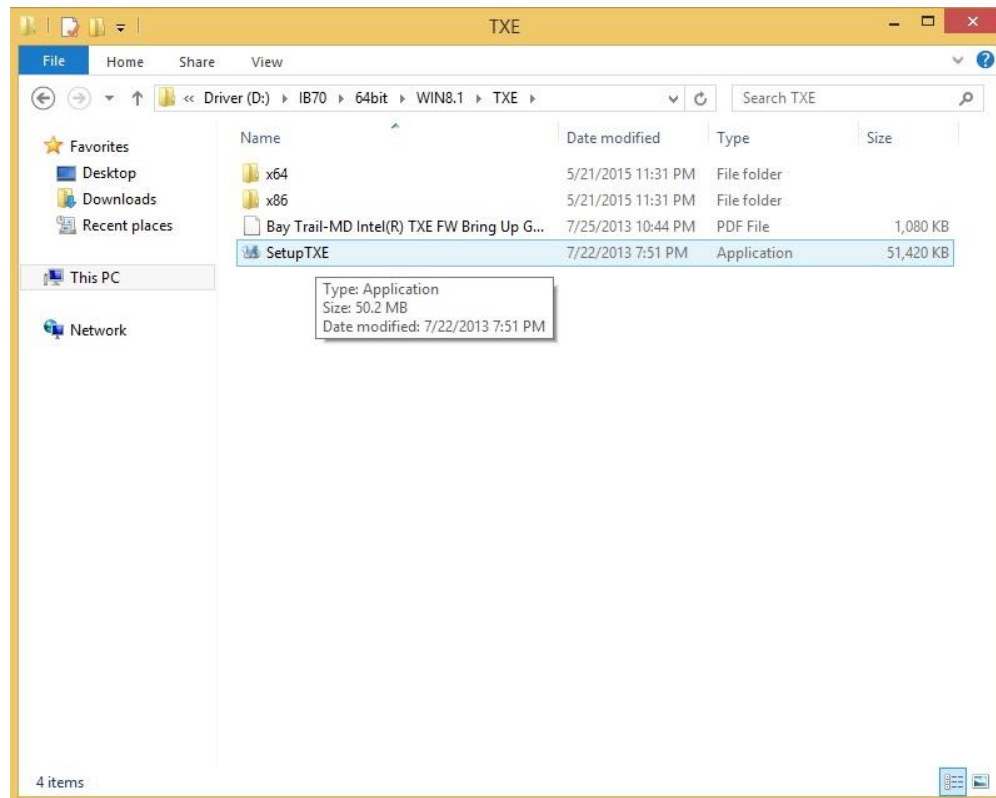 TXE
File Home Share View
« Driver (D:) IB70 64bit WIN8.1 TXE Search TXE
Name Date modified Type Size
Favorites
Desktop
Downloads
Recent places
This PC
Network
x64 5/21/2015 11:31 PM File folder
x86 5/21/2015 11:31 PM File folder
Bay Trail-MD Intel(R) TXE FW Bring Up G... 7/25/2013 10:44 PM PDF File 1,080 KB
SetupTXE 7/22/2013 7:51 PM Application 51,420 KB
Type: Application
Size: 50.2 MB
Date modified: 7/22/2013 7:51 PM
4 items